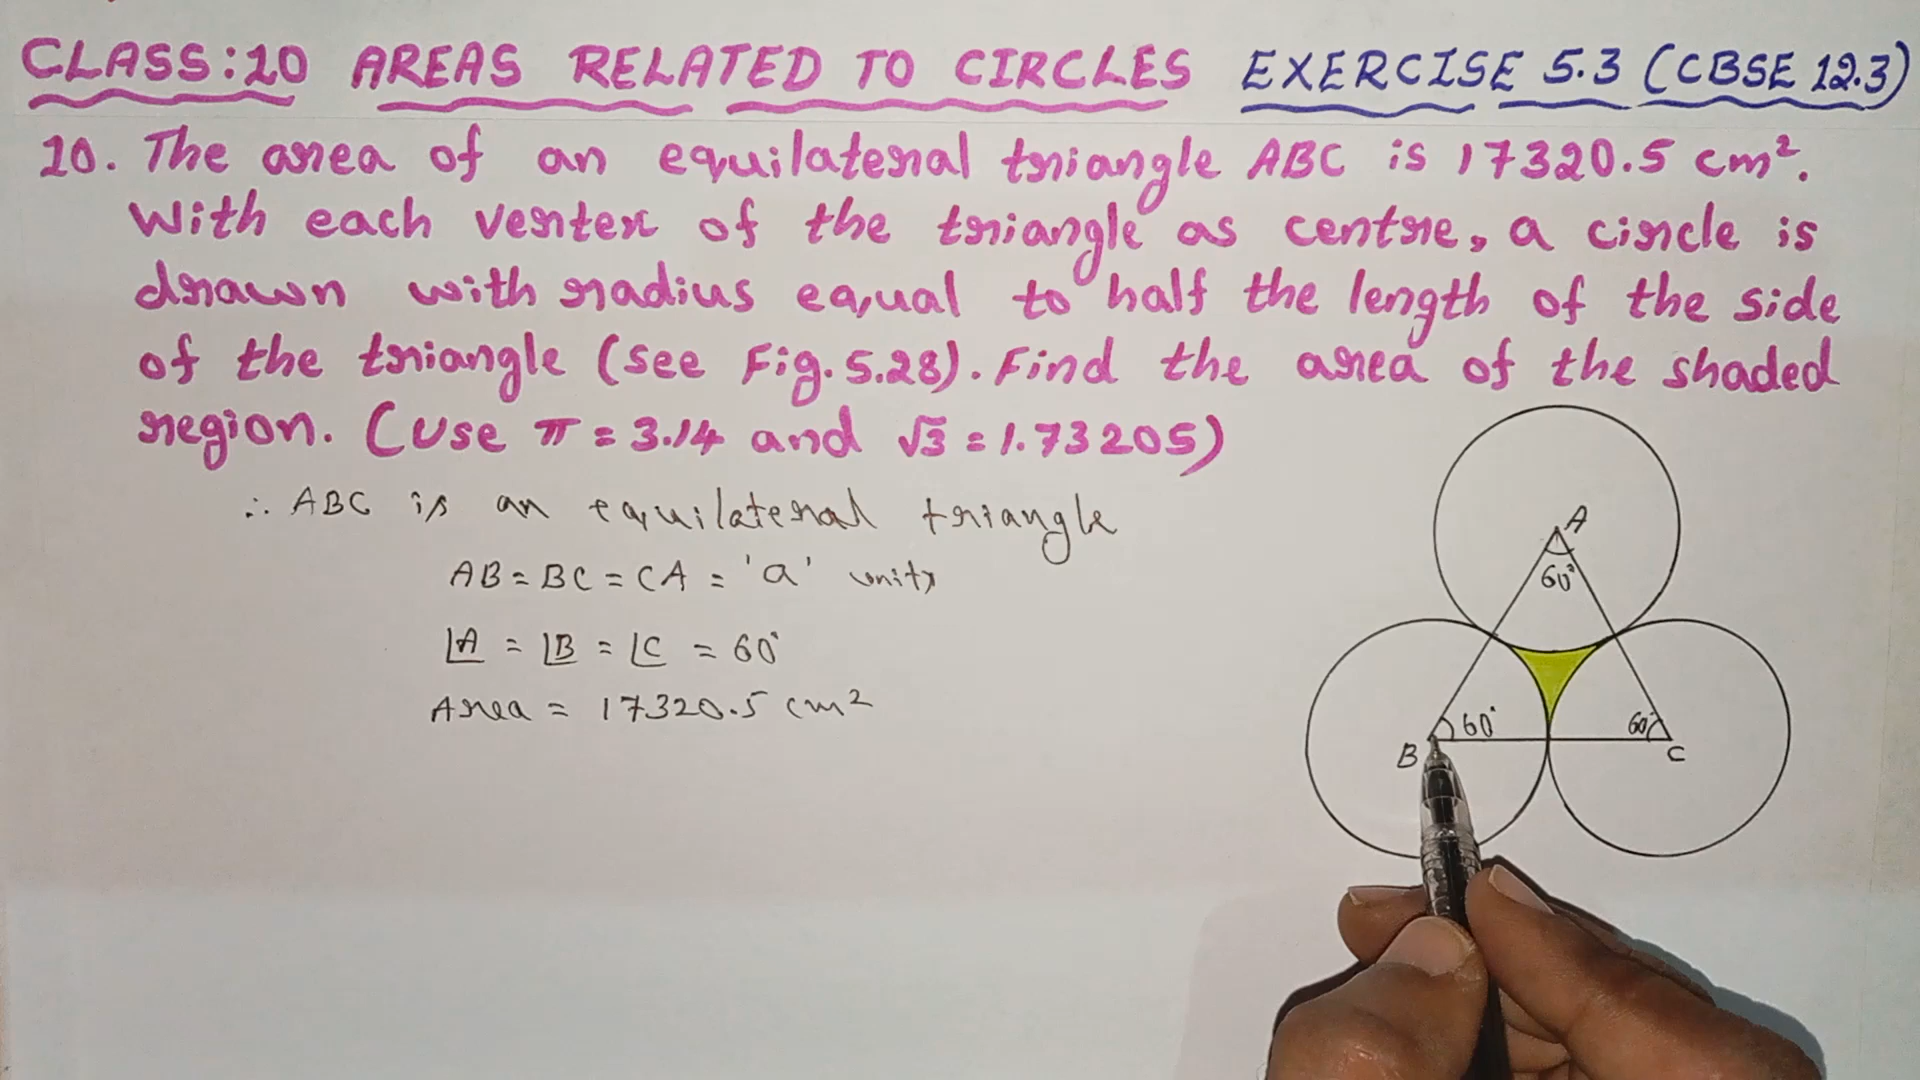 CLASS:10 AREAS RELATED TO CIRCLES EXERCISE 5.3 (CBSE 12.3)
10. The area of an equilateral triangle ABC is 17320.5 cm².
With each vertex of the triangle as centre, a circle is
drawn with radius equal to half the length of the side
of the triangle (see Fig. 5.28). Find the area of the shaded
region. (Use π = 3.14 and √3 = 1.73205)
∴ ABC is an equilateral triangle
AB = BC = CA = 'a' units
∠A = ∠B = ∠C = 60°
Area = 17320.5 cm²
A
60°
60°
60°
B
C